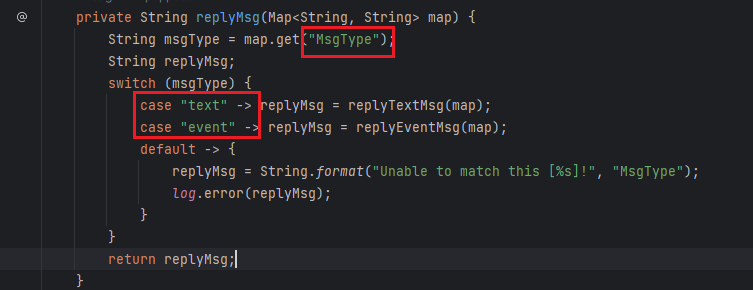 @ private String replyMsg(Map<String, String> map) {
String msgType = map.get("MsgType");
String replyMsg;
switch (msgType) {
case "text" -> replyMsg = replyTextMsg(map);
case "event" -> replyMsg = replyEventMsg(map);
default -> {
replyMsg = String.format("Unable to match this [%s]!", "MsgType");
log.error(replyMsg);
}
}
return replyMsg;
}